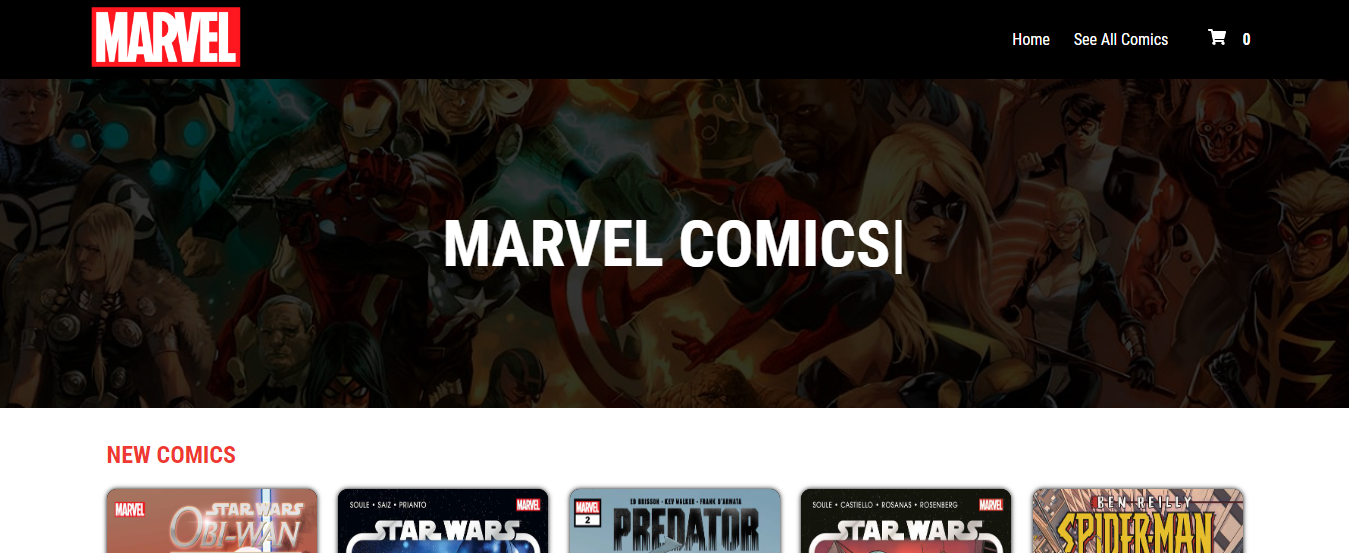 MARVEL
Home See All Comics 0
MARVEL COMICS|
NEW COMICS
MARVEL
STAR WARS
OBI-WAN
SOULE • SAIZ • PRIANTO MARVEL
STAR WARS
ED BRISSON • KEV WALKER • FRANK D'ARMATA
MARVEL
2
PREDATOR
SOULE • CASTIELLO • ROSANAS • ROSENBERG MARVEL
STAR WARS
BEN REILLY
SPIDER-MAN